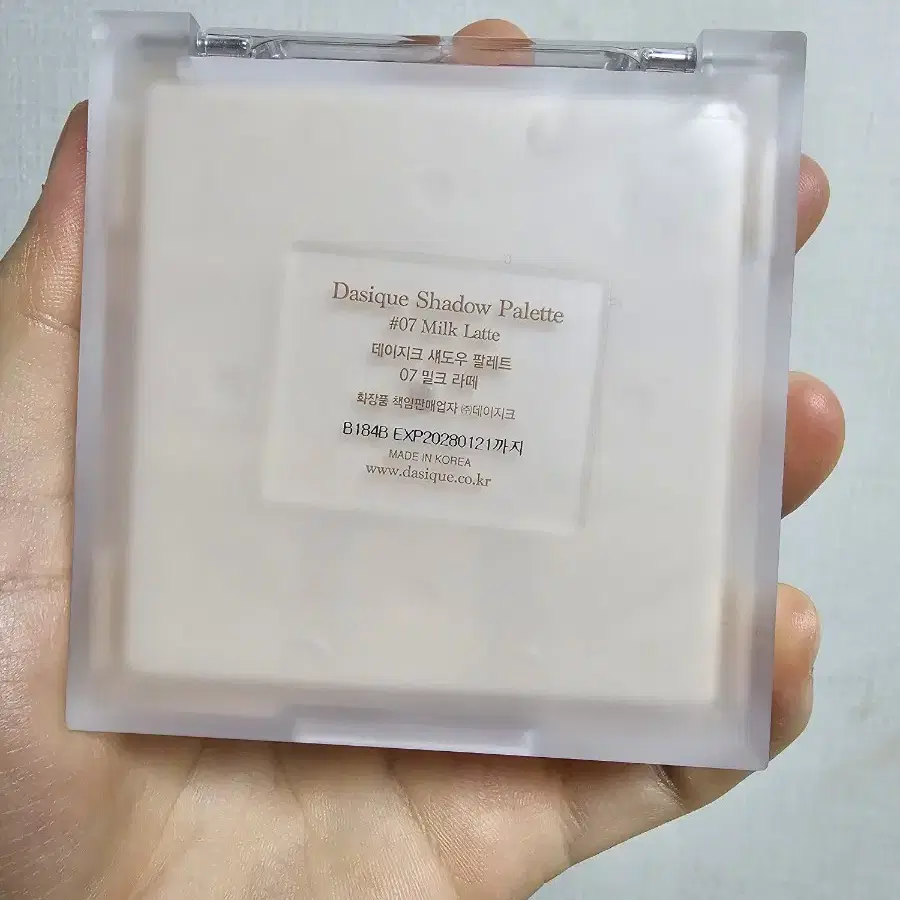 Dasique Shadow Palette
#07 Milk Latte
데이지크 섀도우 팔레트
07 밀크 라떼
화장품 책임판매업자 ㈜데이지크
B184B EXP20280121까지
MADE IN KOREA
www.dasique.co.kr